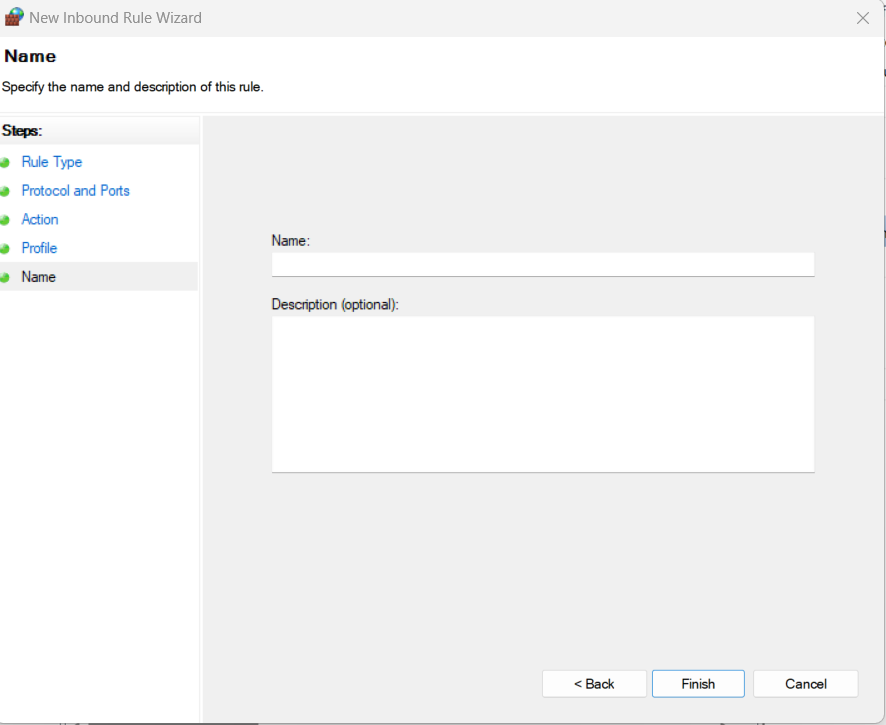 New Inbound Rule Wizard
Name
Specify the name and description of this rule.
Steps:
Rule Type
Protocol and Ports
Action
Profile
Name
Name:
Description (optional):
< Back
Finish
Cancel